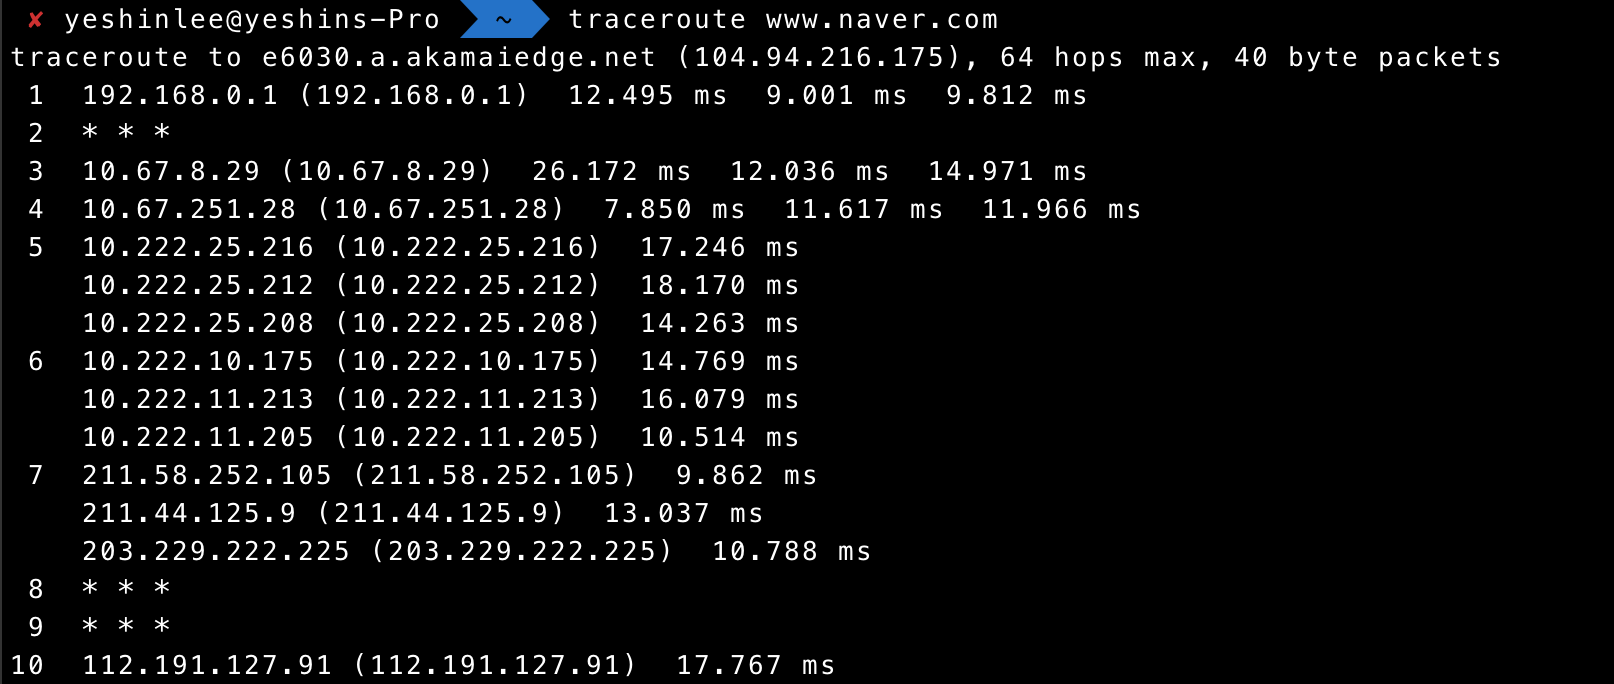 ✘ yeshinlee@yeshins-Pro ~ traceroute www.naver.com
traceroute to e6030.a.akamaiedge.net (104.94.216.175), 64 hops max, 40 byte packets
1 192.168.0.1 (192.168.0.1) 12.495 ms 9.001 ms 9.812 ms
2 * * *
3 10.67.8.29 (10.67.8.29) 26.172 ms 12.036 ms 14.971 ms
4 10.67.251.28 (10.67.251.28) 7.850 ms 11.617 ms 11.966 ms
5 10.222.25.216 (10.222.25.216) 17.246 ms
10.222.25.212 (10.222.25.212) 18.170 ms
10.222.25.208 (10.222.25.208) 14.263 ms
6 10.222.10.175 (10.222.10.175) 14.769 ms
10.222.11.213 (10.222.11.213) 16.079 ms
10.222.11.205 (10.222.11.205) 10.514 ms
7 211.58.252.105 (211.58.252.105) 9.862 ms
211.44.125.9 (211.44.125.9) 13.037 ms
203.229.222.225 (203.229.222.225) 10.788 ms
8 * * *
9 * * *
10 112.191.127.91 (112.191.127.91) 17.767 ms